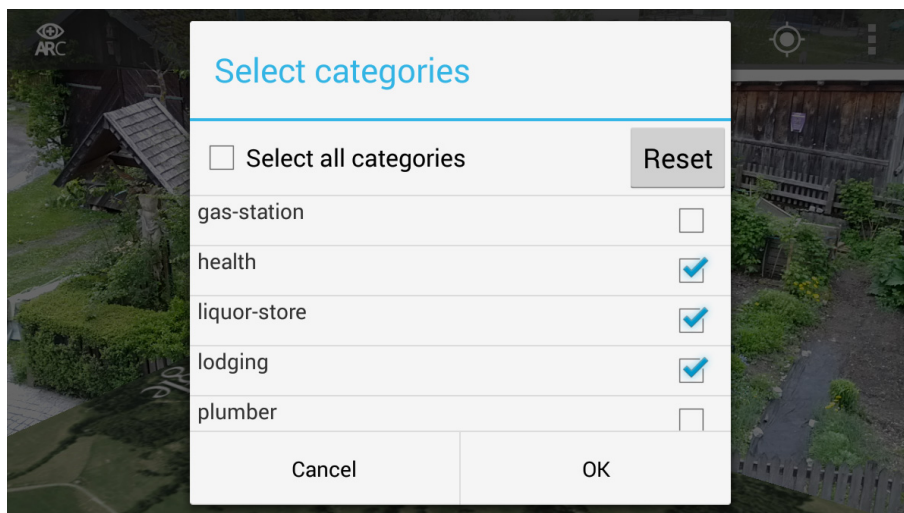 ARC
Select categories
Select all categories
Reset
gas-station
health
liquor-store
lodging
plumber
Cancel
OK